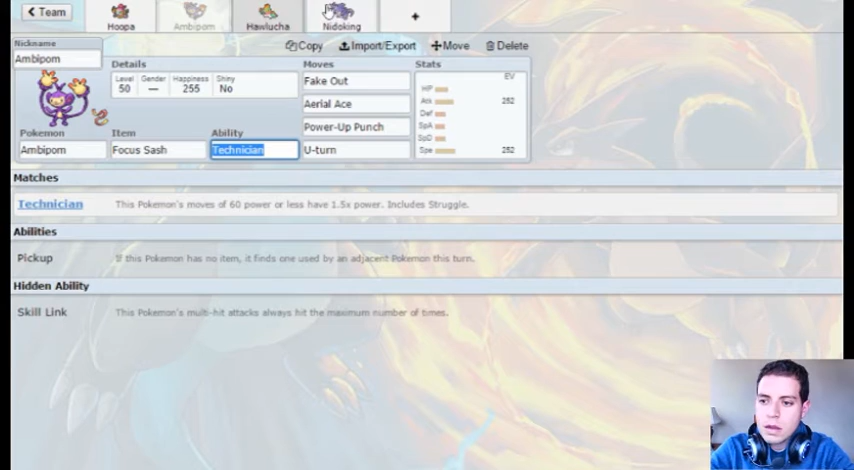 < Team
Hoopa
Ambipom
Hawlucha
Nidoking
+
Nickname
Ambipom
Copy
Import/Export
Move
Delete
Details
Moves
Stats
Level
Gender
Happiness
Shiny
50
—
255
No
Fake Out
Aerial Ace
Power-Up Punch
U-turn
EV
HP
Atk
252
Def
SpA
SpD
Spe
252
Pokemon
Item
Ability
Ambipom
Focus Sash
Technician
Matches
Technician
This Pokemon's moves of 60 power or less have 1.5x power. Includes Struggle.
Abilities
Pickup
If this Pokemon has no item, it finds one used by an adjacent Pokemon this turn.
Hidden Ability
Skill Link
This Pokemon's multi-hit attacks always hit the maximum number of times.